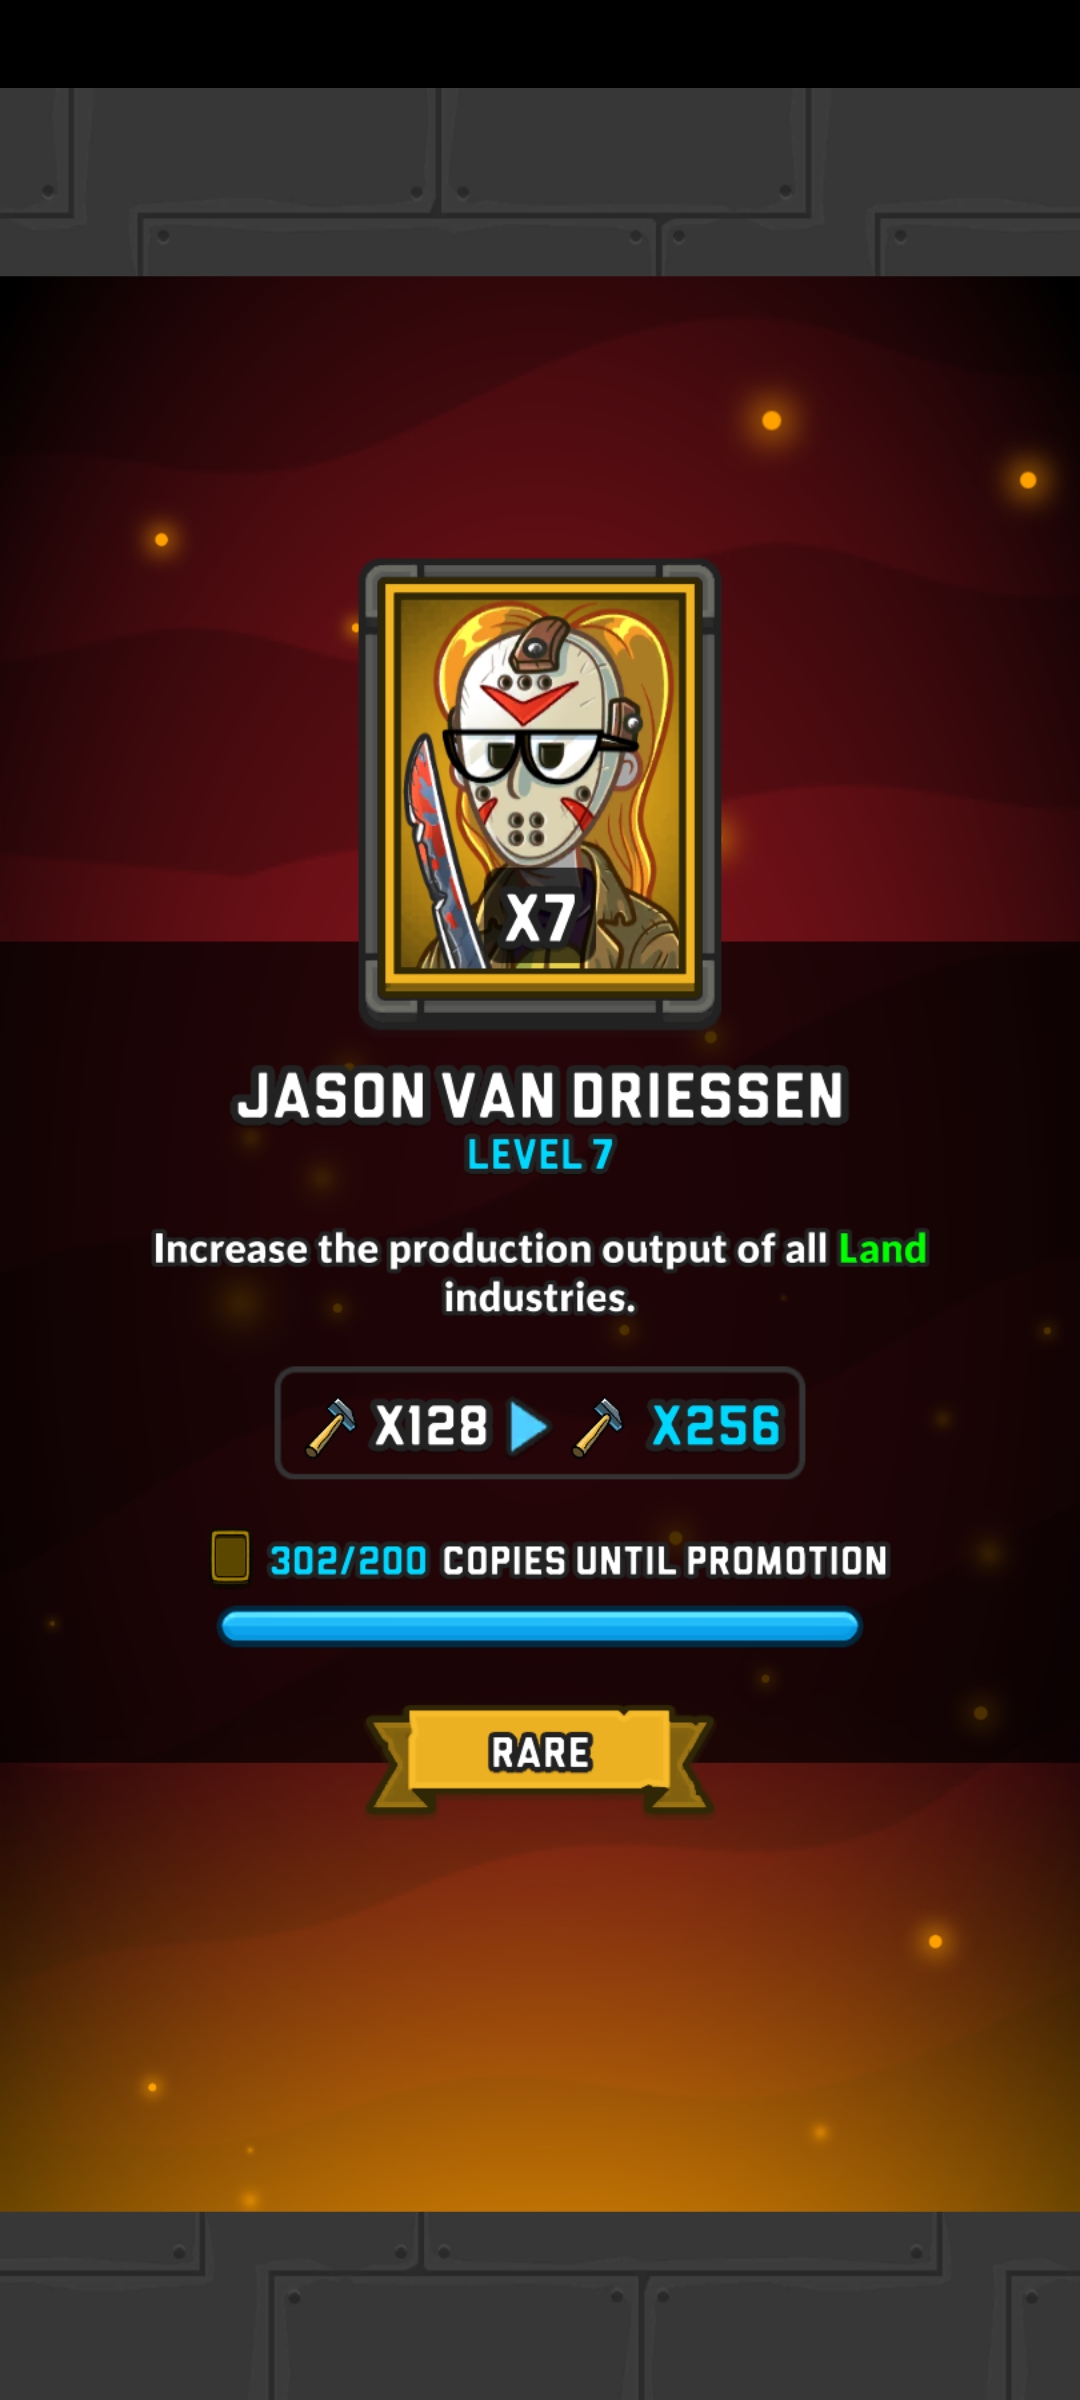 X7
JASON VAN DRIESSEN
LEVEL 7
Increase the production output of all Land
industries.
X128 X256
302/200 COPIES UNTIL PROMOTION
RARE